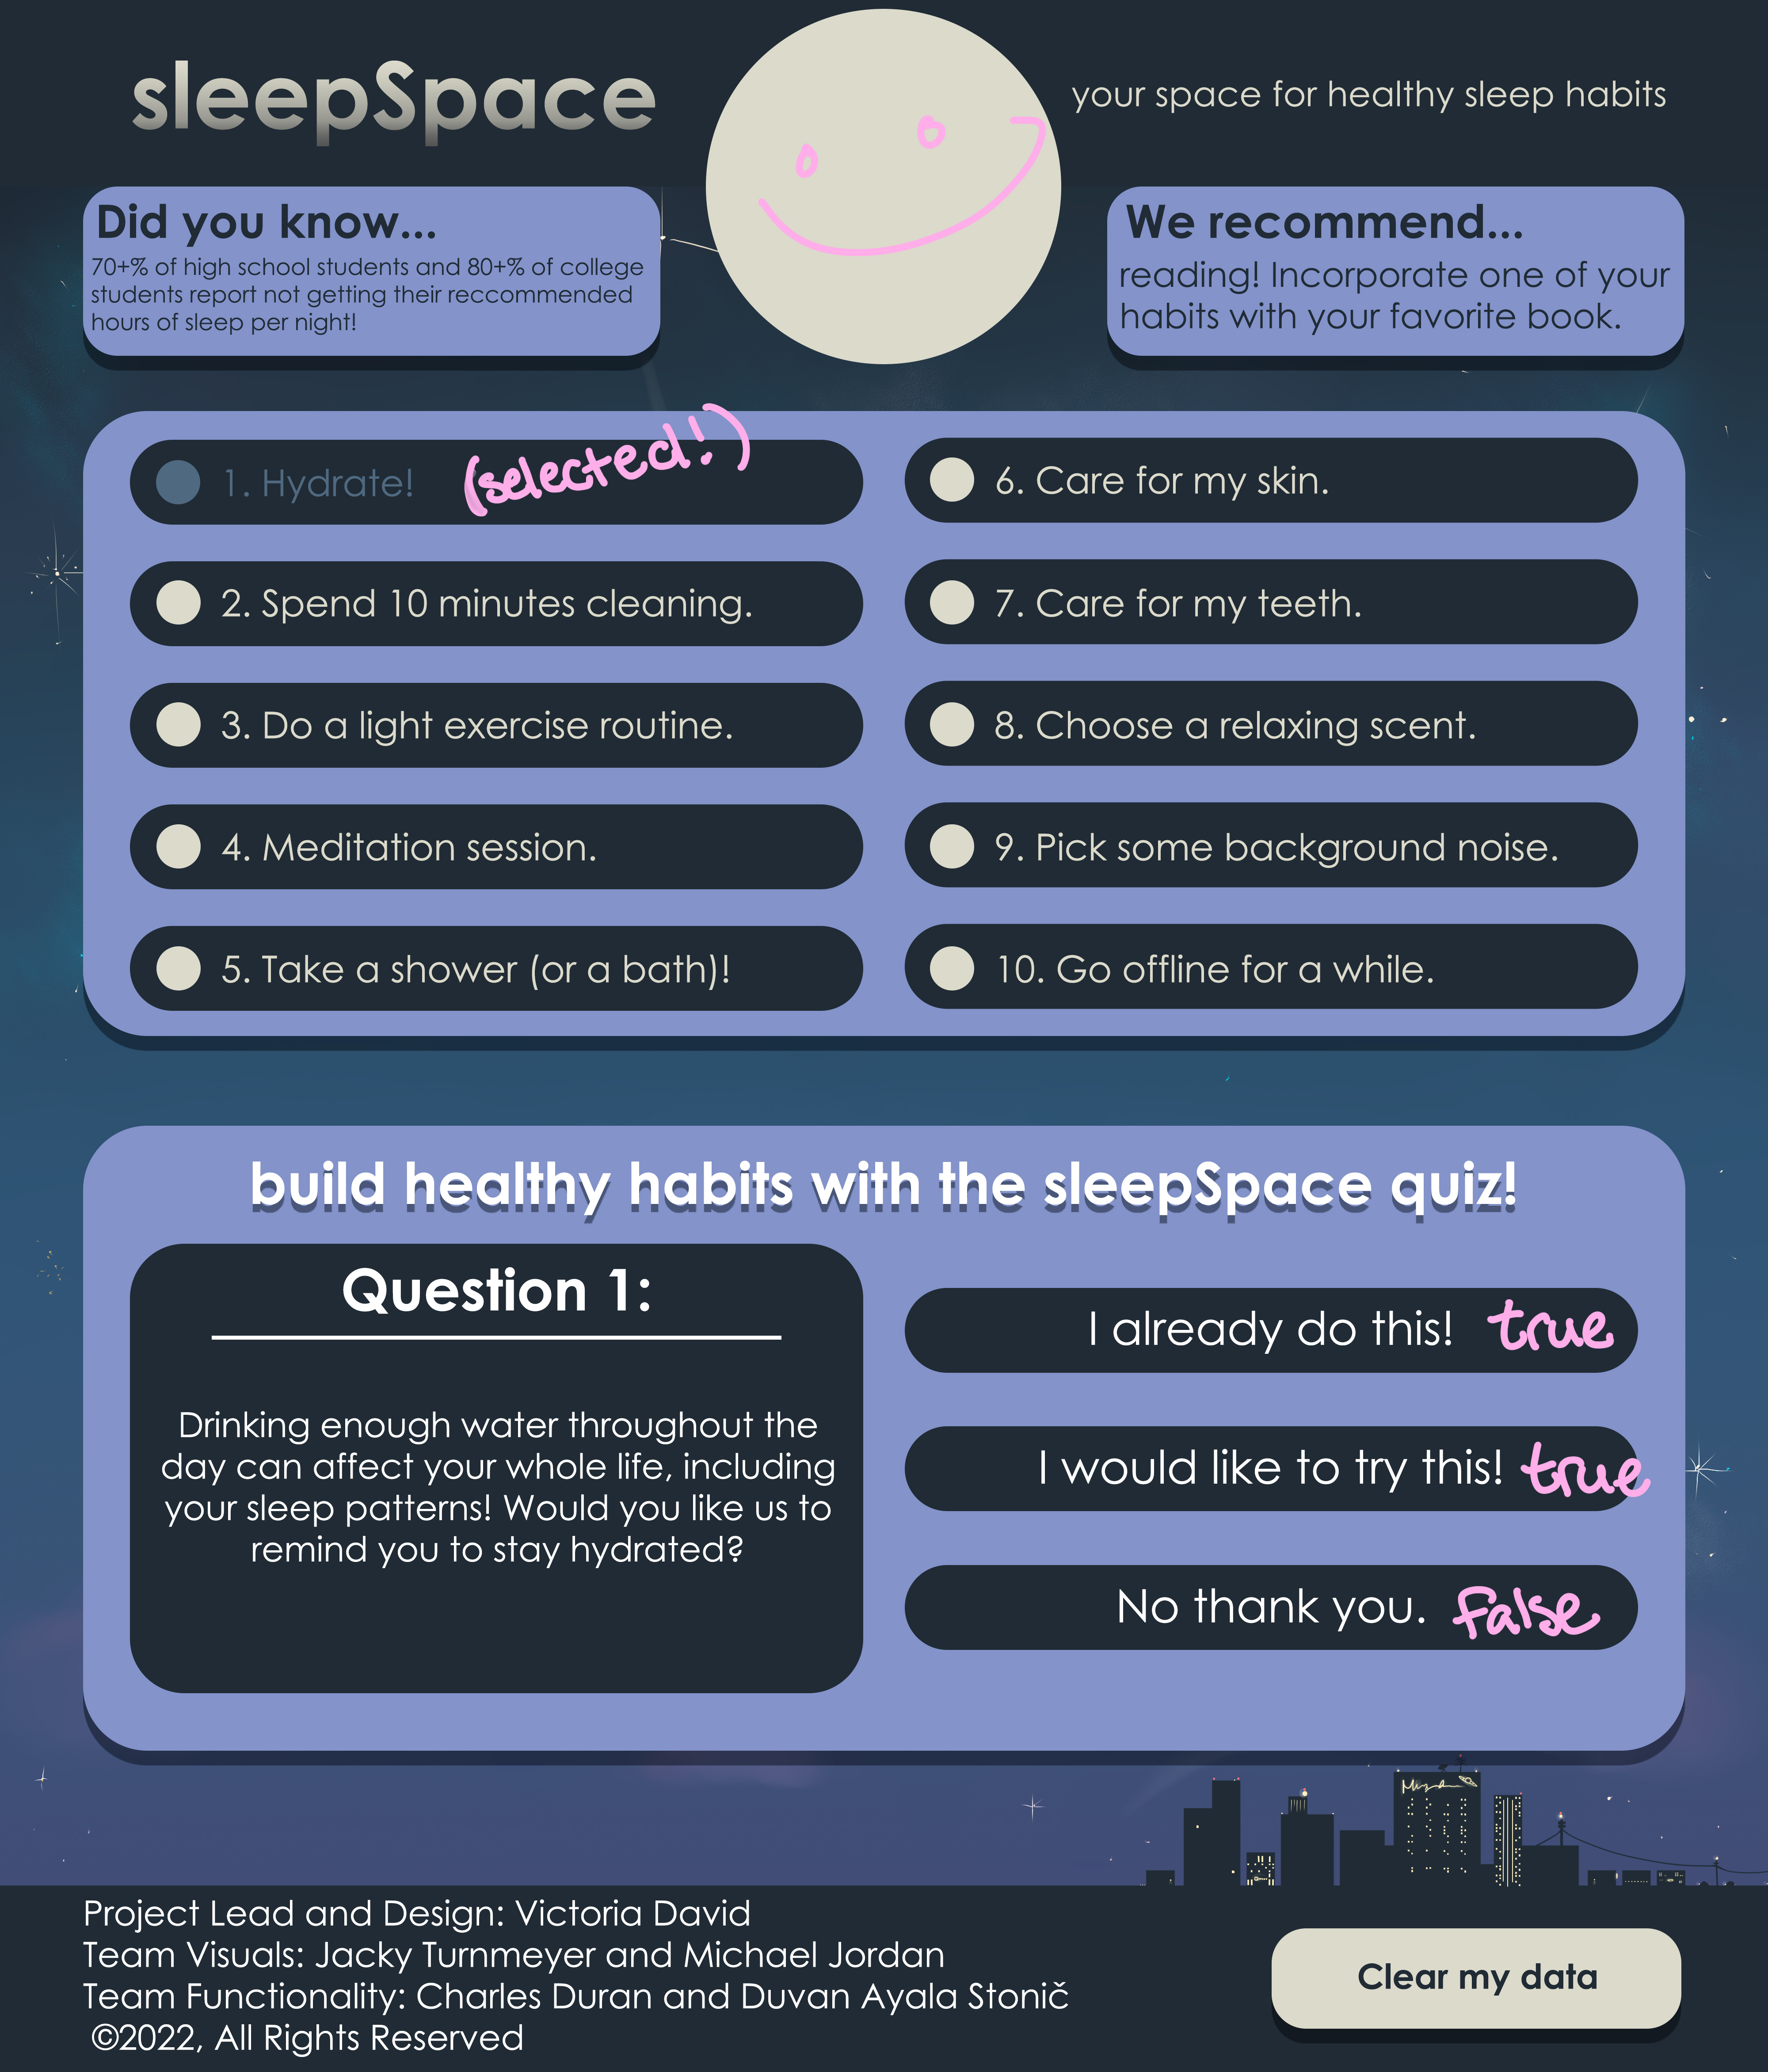 sleepSpace
your space for healthy sleep habits
Did you know...
70+% of high school students and 80+% of college
students report not getting their reccommended
hours of sleep per night!
We recommend...
reading! Incorporate one of your
habits with your favorite book.
1. Hydrate! (selected!)
2. Spend 10 minutes cleaning.
3. Do a light exercise routine.
4. Meditation session.
5. Take a shower (or a bath)!
6. Care for my skin.
7. Care for my teeth.
8. Choose a relaxing scent.
9. Pick some background noise.
10. Go offline for a while.
build healthy habits with the sleepSpace quiz!
Question 1:
Drinking enough water throughout the
day can affect your whole life, including
your sleep patterns! Would you like us to
remind you to stay hydrated?
I already do this! true
I would like to try this! true
No thank you. false
Project Lead and Design: Victoria David
Team Visuals: Jacky Turnmeyer and Michael Jordan
Team Functionality: Charles Duran and Duvan Ayala Stonič
©2022, All Rights Reserved
Clear my data